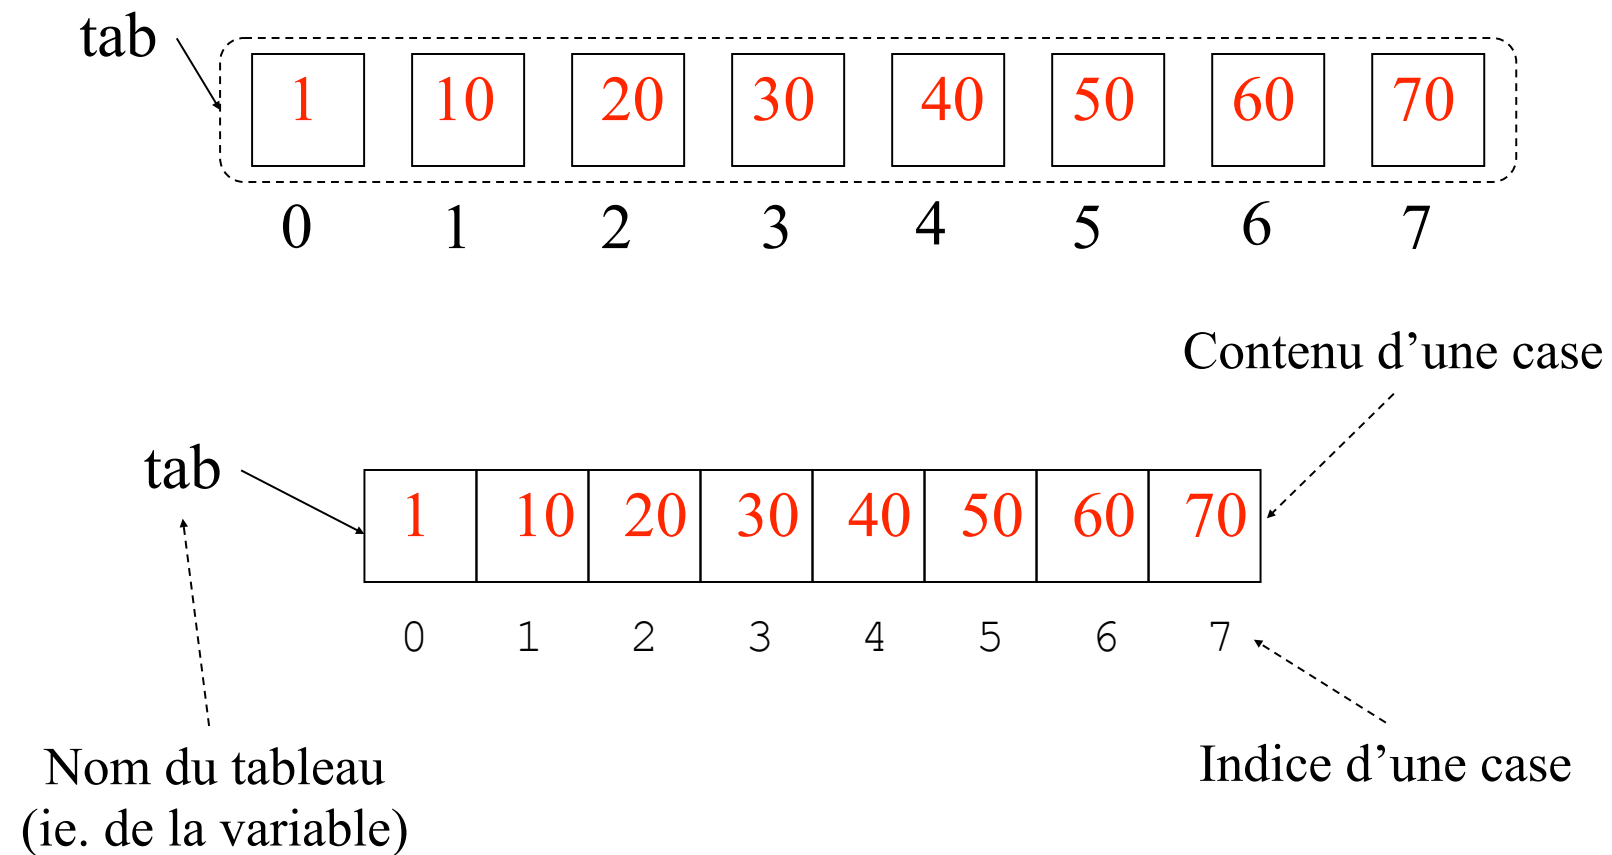 tab
1 10 20 30 40 50 60 70
0 1 2 3 4 5 6 7
Contenu d’une case
tab
1 10 20 30 40 50 60 70
0 1 2 3 4 5 6 7
Nom du tableau
(ie. de la variable)
Indice d’une case